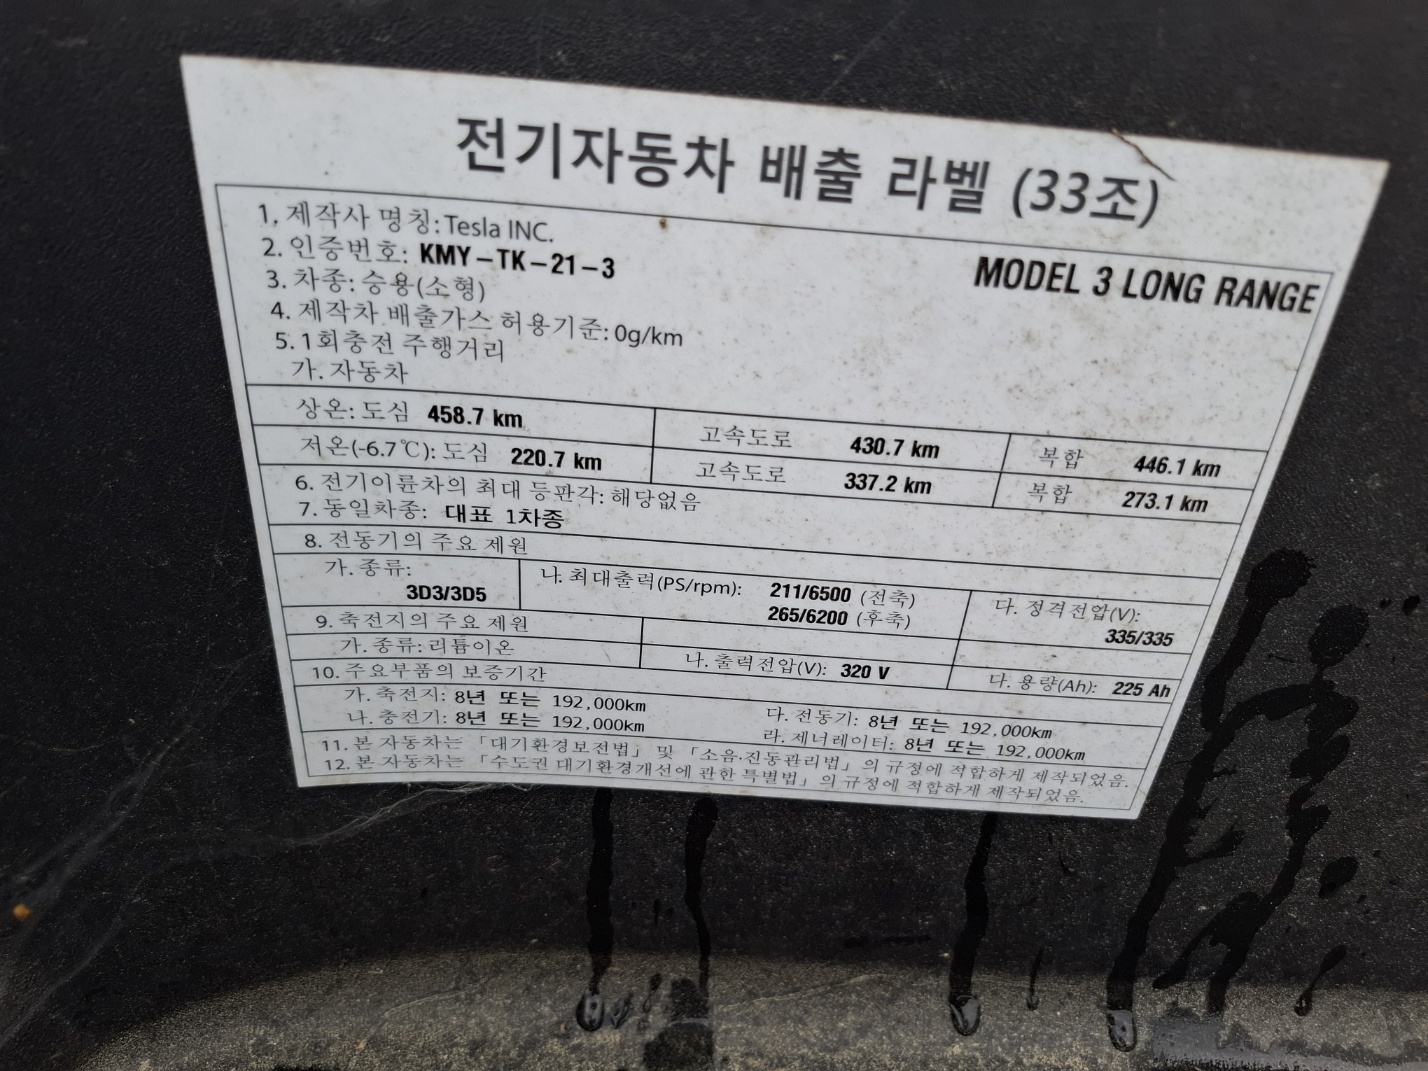 전기자동차 배출 라벨 (33조)
1. 제작사 명칭: Tesla INC.
2. 인증번호: KMY-TK-21-3
MODEL 3 LONG RANGE
3. 차종: 승용(소형)
4. 제작차 배출가스 허용기준: 0g/km
5. 1회충전 주행거리
가. 자동차
상온: 도심 458.7 km 고속도로 430.7 km 복합 446.1 km
저온(-6.7℃): 도심 220.7 km 고속도로 337.2 km 복합 273.1 km
6. 전기이륜차의 최대 등판각: 해당없음
7. 동일차종: 대표 1차종
8. 전동기의 주요 제원
가. 종류: 나. 최대출력(PS/rpm): 211/6500 (전축) 다. 정격전압(V):
3D3/3D5 265/6200 (후축) 335/335
9. 축전지의 주요 제원
가. 종류: 리튬이온 나. 출력전압(V): 320 V 다. 용량(Ah): 225 Ah
10. 주요부품의 보증기간
가. 축전지: 8년 또는 192,000km 다. 전동기: 8년 또는 192,000km
나. 충전기: 8년 또는 192,000km 라. 제너레이터: 8년 또는 192,000km
11. 본 자동차는 「대기환경보전법」 및 「소음·진동관리법」의 규정에 적합하게 제작되었음.
12. 본 자동차는 「수도권 대기환경개선에 관한 특별법」의 규정에 적합하게 제작되었음.